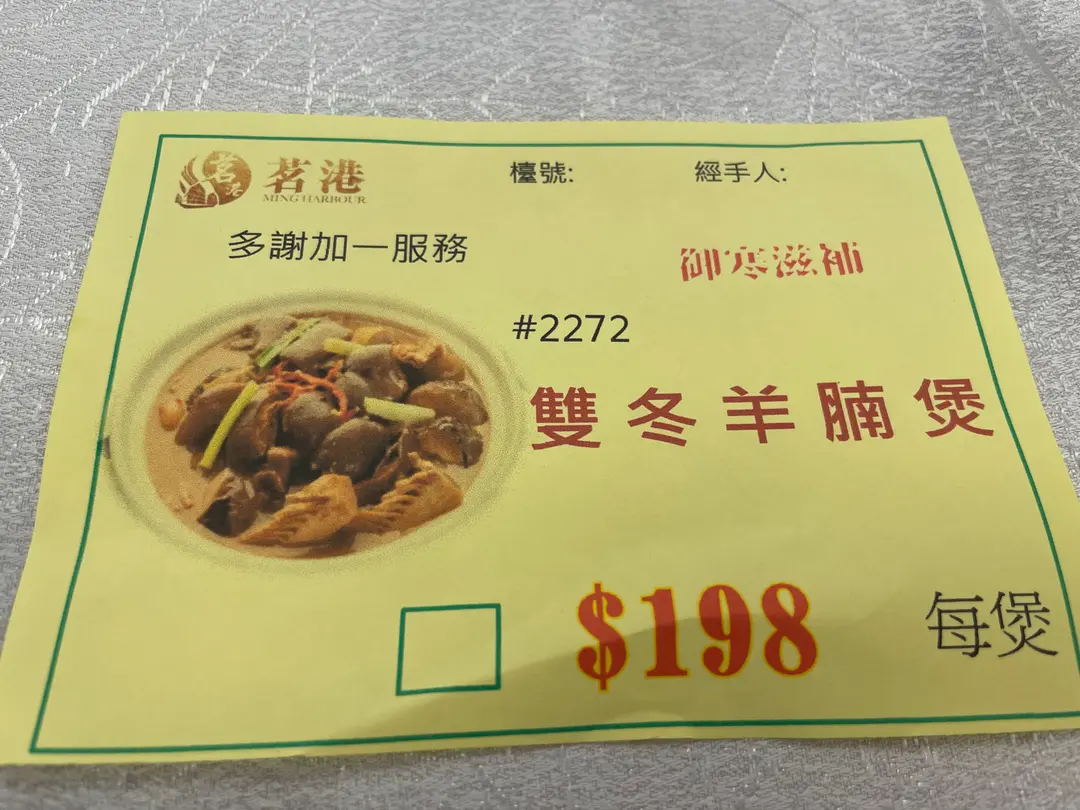 茗港 檯號: 經手人:
MING HARBOUR
多謝加一服務
御寒滋補
#2272
雙冬羊腩煲
$198 每煲